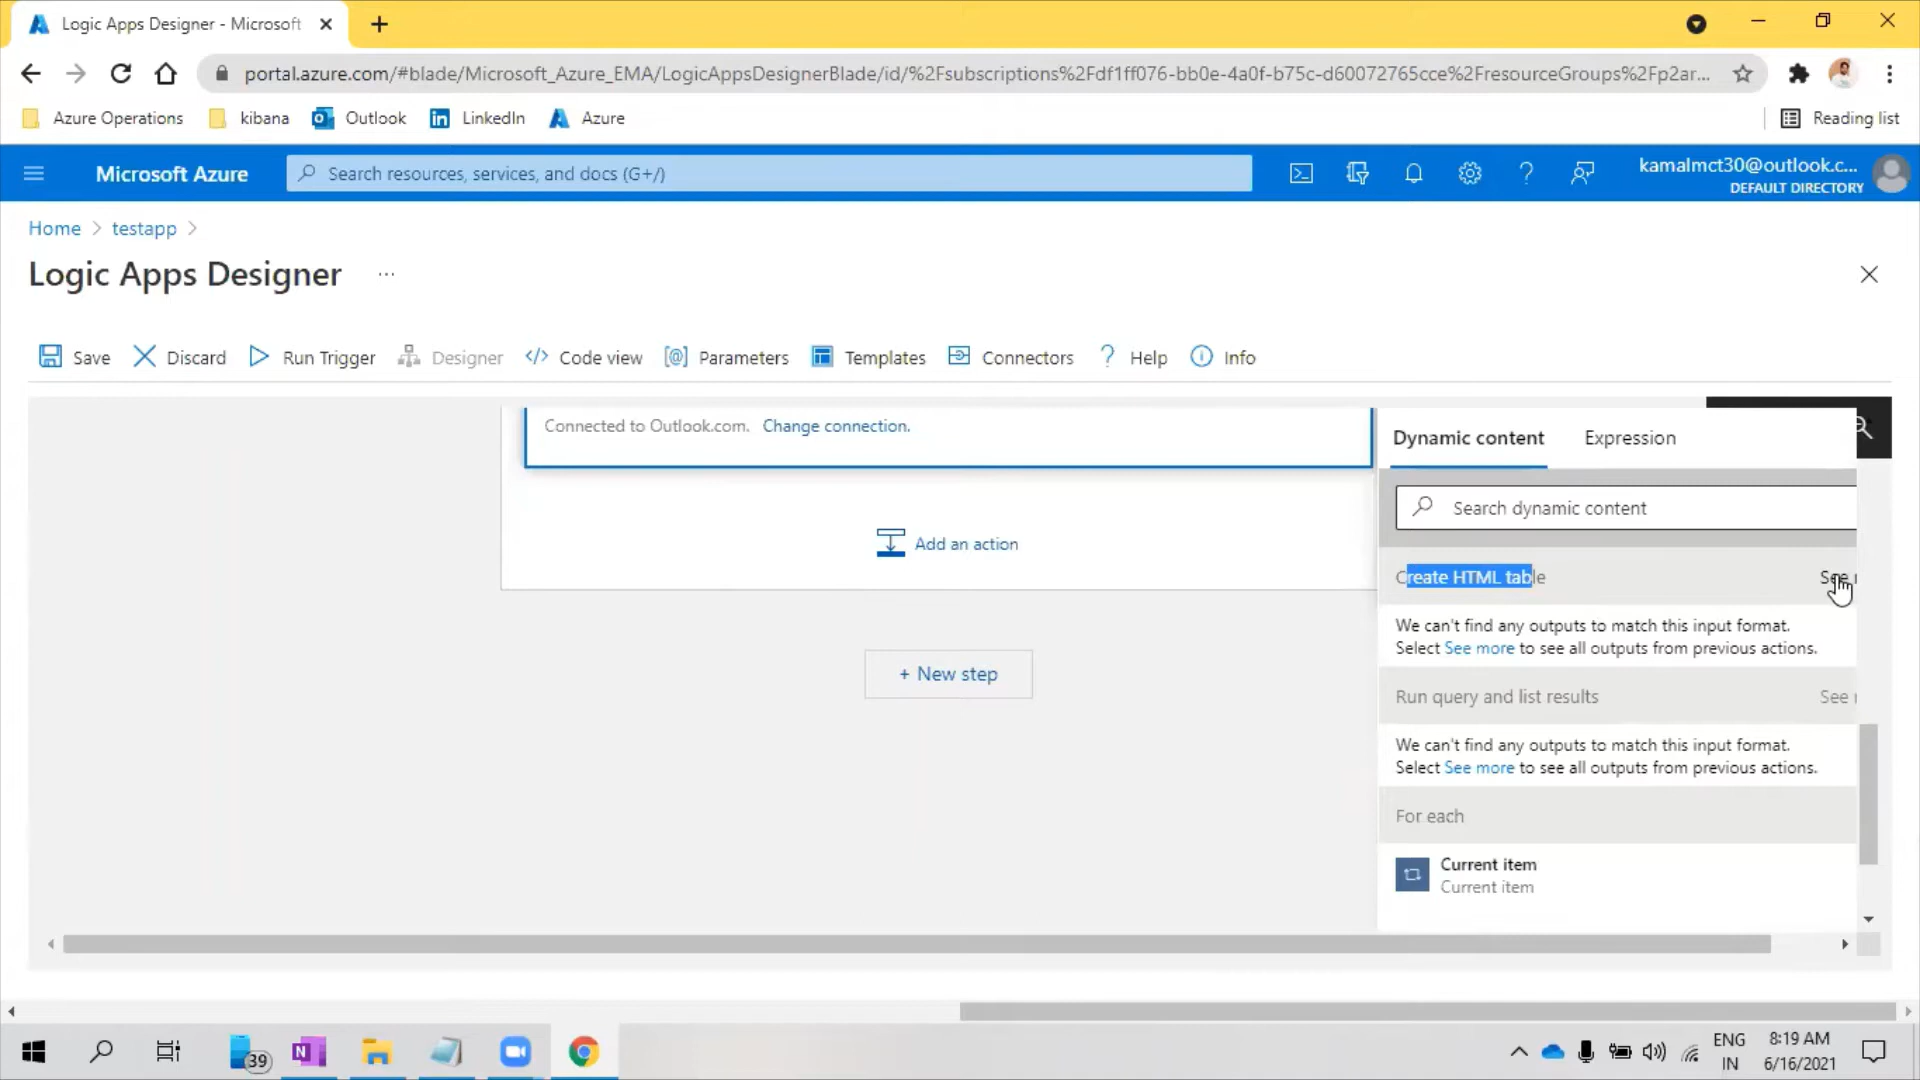 Logic Apps Designer - Microsoft
portal.azure.com/#blade/Microsoft_Azure_EMA/LogicAppsDesignerBlade/id/%2Fsubscriptions%2Fdf1ff076-bb0e-4a0f-b75c-d60072765cce%2FresourceGroups%2Fp2ar...
Azure Operations kibana Outlook LinkedIn Azure Reading list
Microsoft Azure Search resources, services, and docs (G+/) kamalmct30@outlook.c...
DEFAULT DIRECTORY
Home > testapp >
Logic Apps Designer ...
Save Discard Run Trigger Designer Code view Parameters Templates Connectors Help Info
Connected to Outlook.com. Change connection.
Add an action
+ New step
Dynamic content Expression
Search dynamic content
Create HTML table See
We can't find any outputs to match this input format.
Select See more to see all outputs from previous actions.
Run query and list results See
We can't find any outputs to match this input format.
Select See more to see all outputs from previous actions.
For each
Current item
Current item
39
N
ENG
IN
8:19 AM
6/16/2021